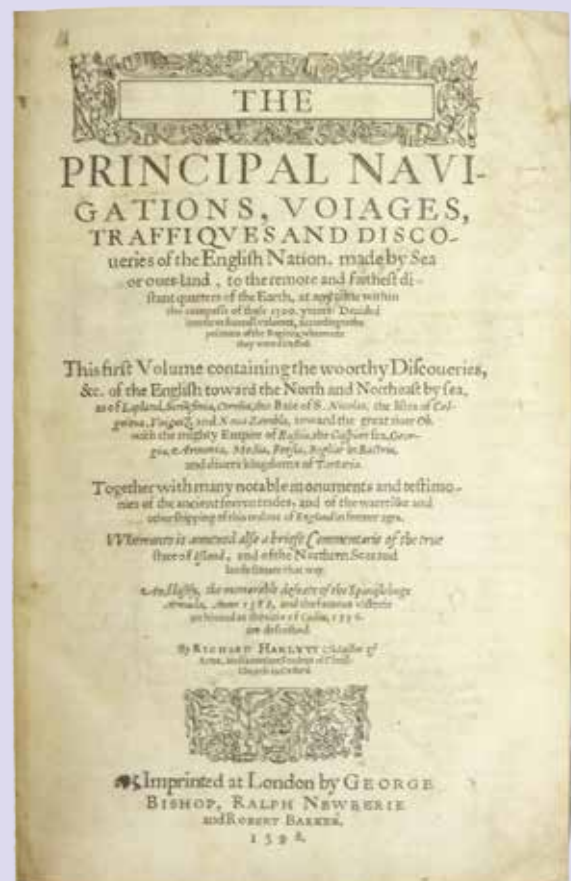 THE
PRINCIPAL NAVI-
GATIONS, VOIAGES,
TRAFFIQVES AND DISCO-
ueries of the Engliſh Nation, made by Sea
or ouer-land, to the remote and fartheſt di-
ſtant quarters of the Earth, at any time within
the compaſſe of theſe 1500. yeeres: Deuided
into three ſeuerall volumes, according to the
poſitions of the Regions, whereunto
they were directed.
This firſt Volume containing the woorthy Diſcoueries,
&c. of the Engliſh toward the North and Northeaſt by ſea,
as of Lapland, Scrikfinia, Corelia, the Baie of S. Nicolas, the Iſles of Col-
goieue, Vaigatz, and Noua Zembla, toward the great riuer Ob,
with the mighty Empire of Ruſſia, the Caſpian ſea, Geor-
gia, Armenia, Media, Perſia, Boghar in Bactria,
and diuers kingdoms of Tartaria.
Together with many notable monuments and teſtimo-
nies of the ancient forren trades, and of the warrelike and
other ſhipping of this realme of England in former ages.
VVhereunto is annexed alſo a briefe Commentarie of the true
ſtate of Iſland, and of the Northern Seas and
lands ſituate that way.
And laſtly, the memorable defeate of the Spaniſh huge
Armada, Anno 1588, and the famous victorie
atchieued at the citie of Cadiz, 1596.
are deſcribed.
By RICHARD HAKLVYT Maſter of
Artes, and ſometime Student of Chriſt-
Church in Oxford.
Imprinted at London by GEORGE
BISHOP, RALPH NEWBERIE
and ROBERT BARKER.
1598.